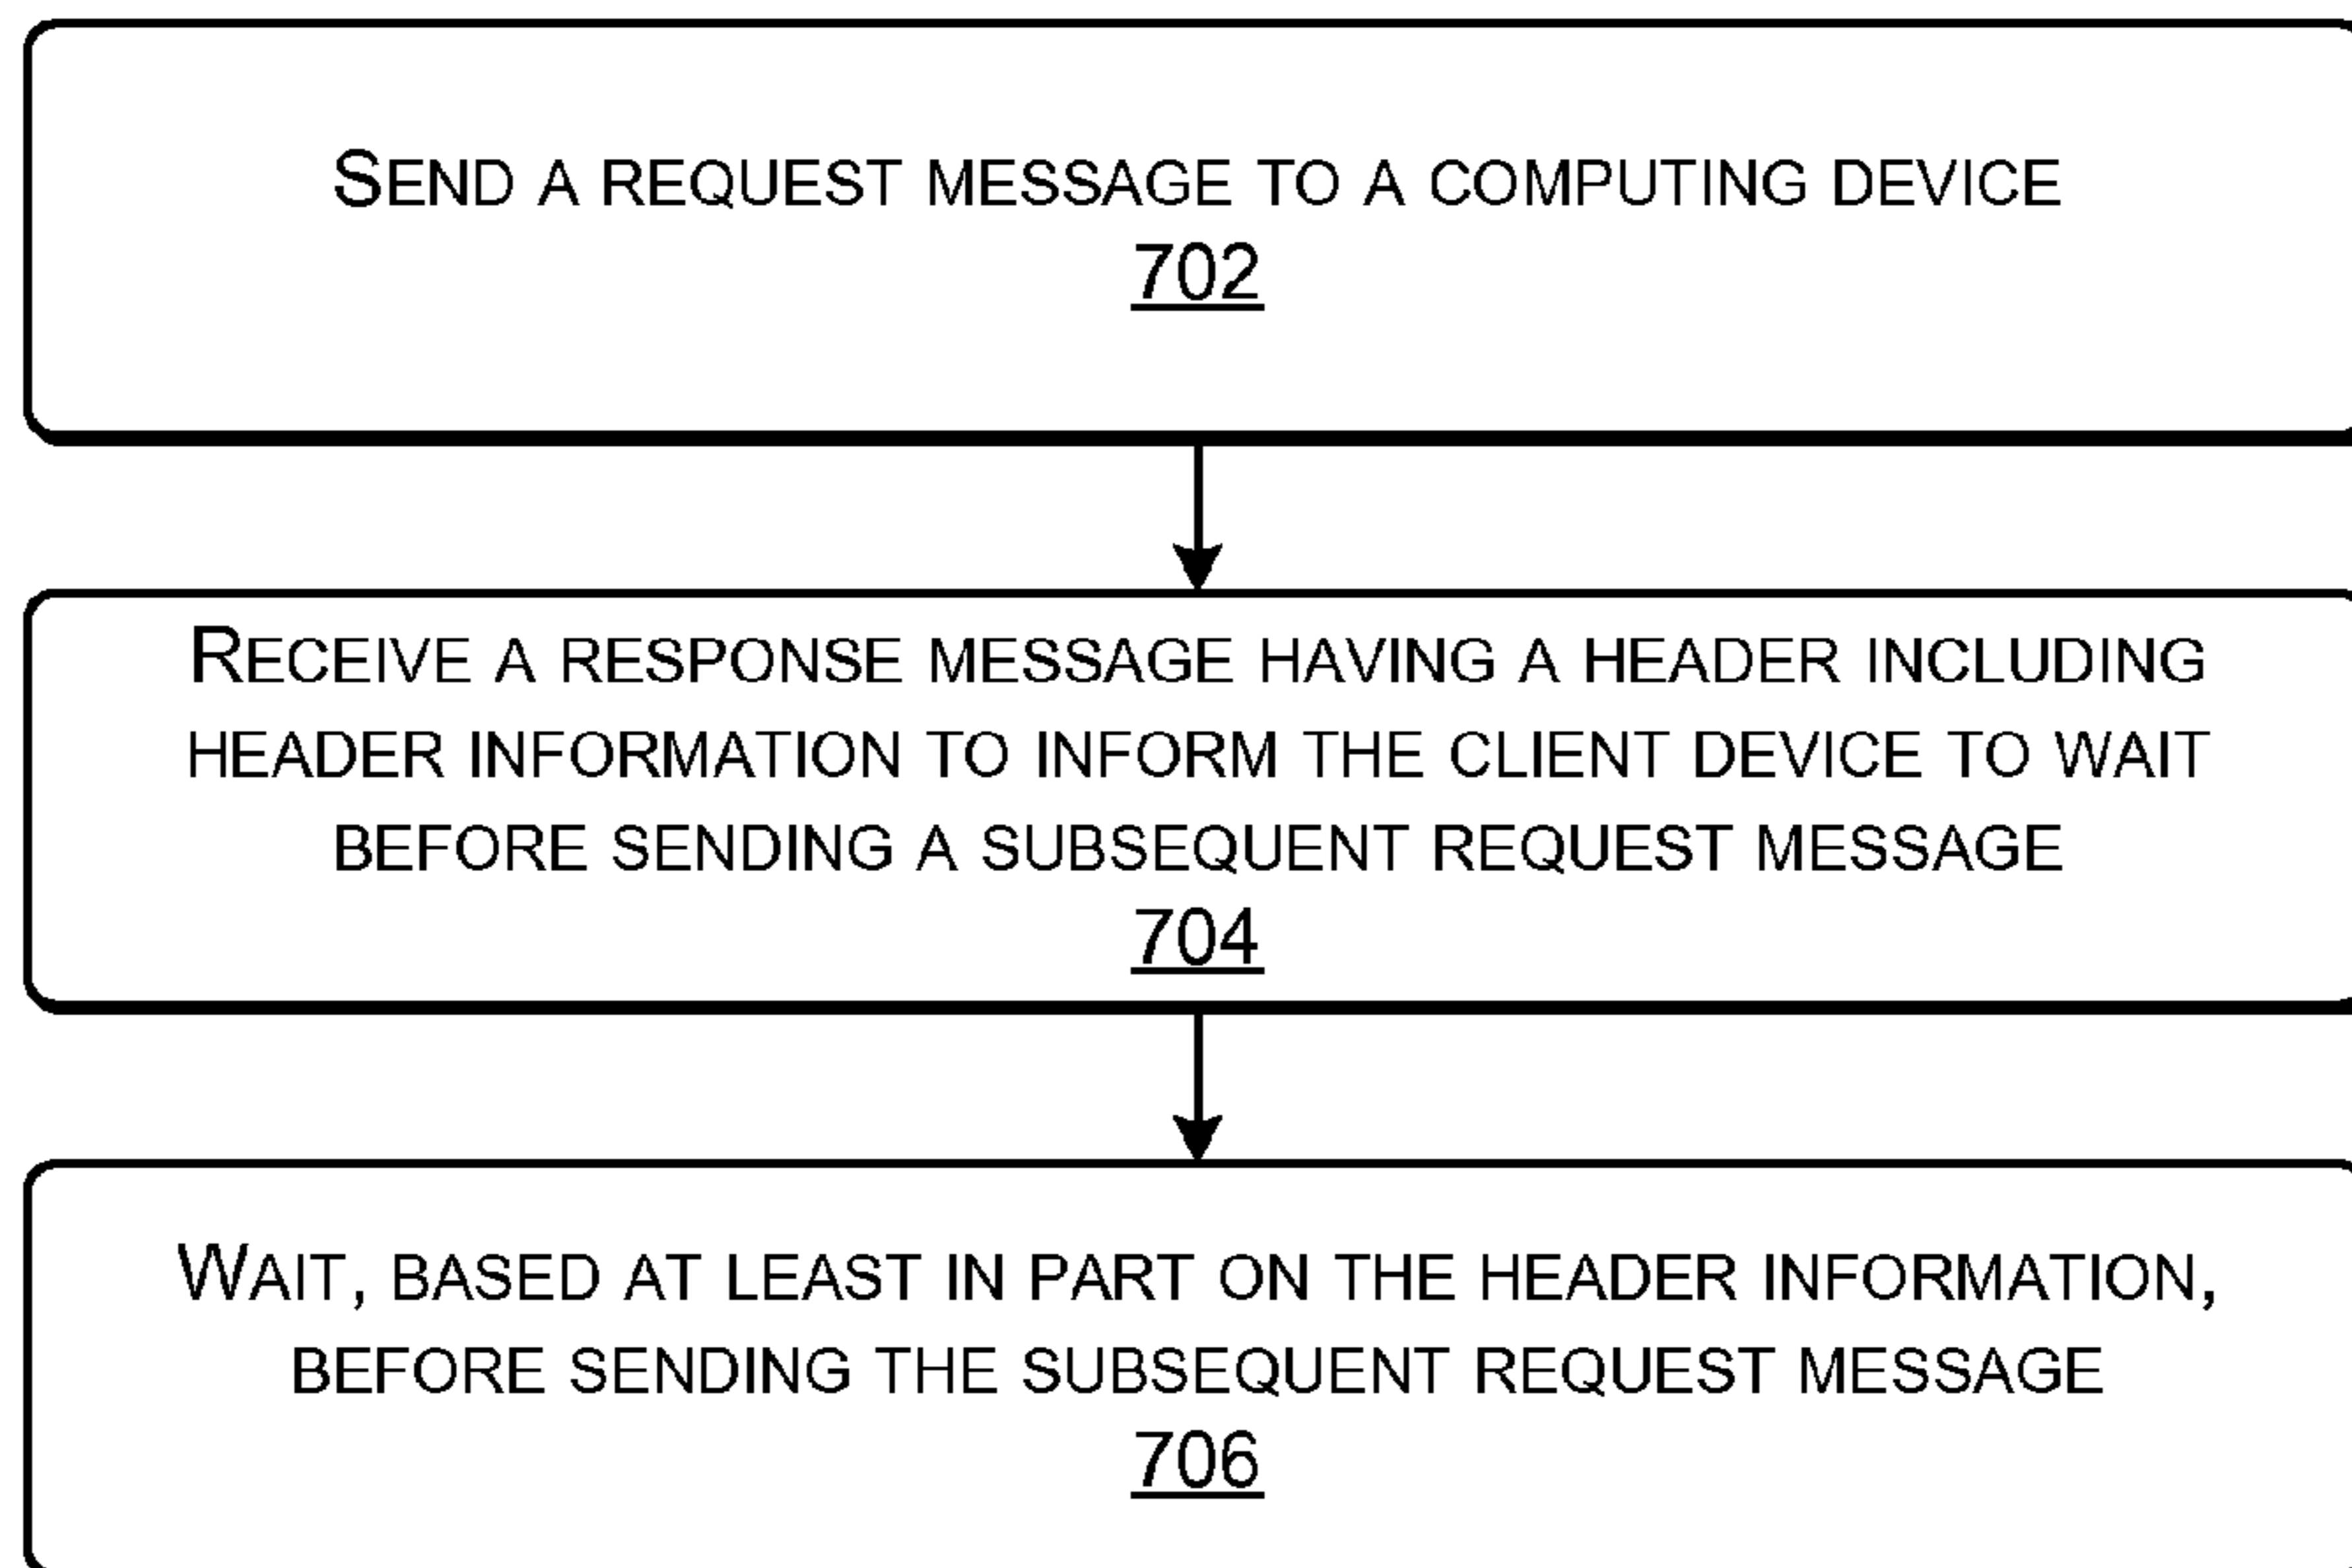 SEND A REQUEST MESSAGE TO A COMPUTING DEVICE
702
RECEIVE A RESPONSE MESSAGE HAVING A HEADER INCLUDING
HEADER INFORMATION TO INFORM THE CLIENT DEVICE TO WAIT
BEFORE SENDING A SUBSEQUENT REQUEST MESSAGE
704
WAIT, BASED AT LEAST IN PART ON THE HEADER INFORMATION,
BEFORE SENDING THE SUBSEQUENT REQUEST MESSAGE
706